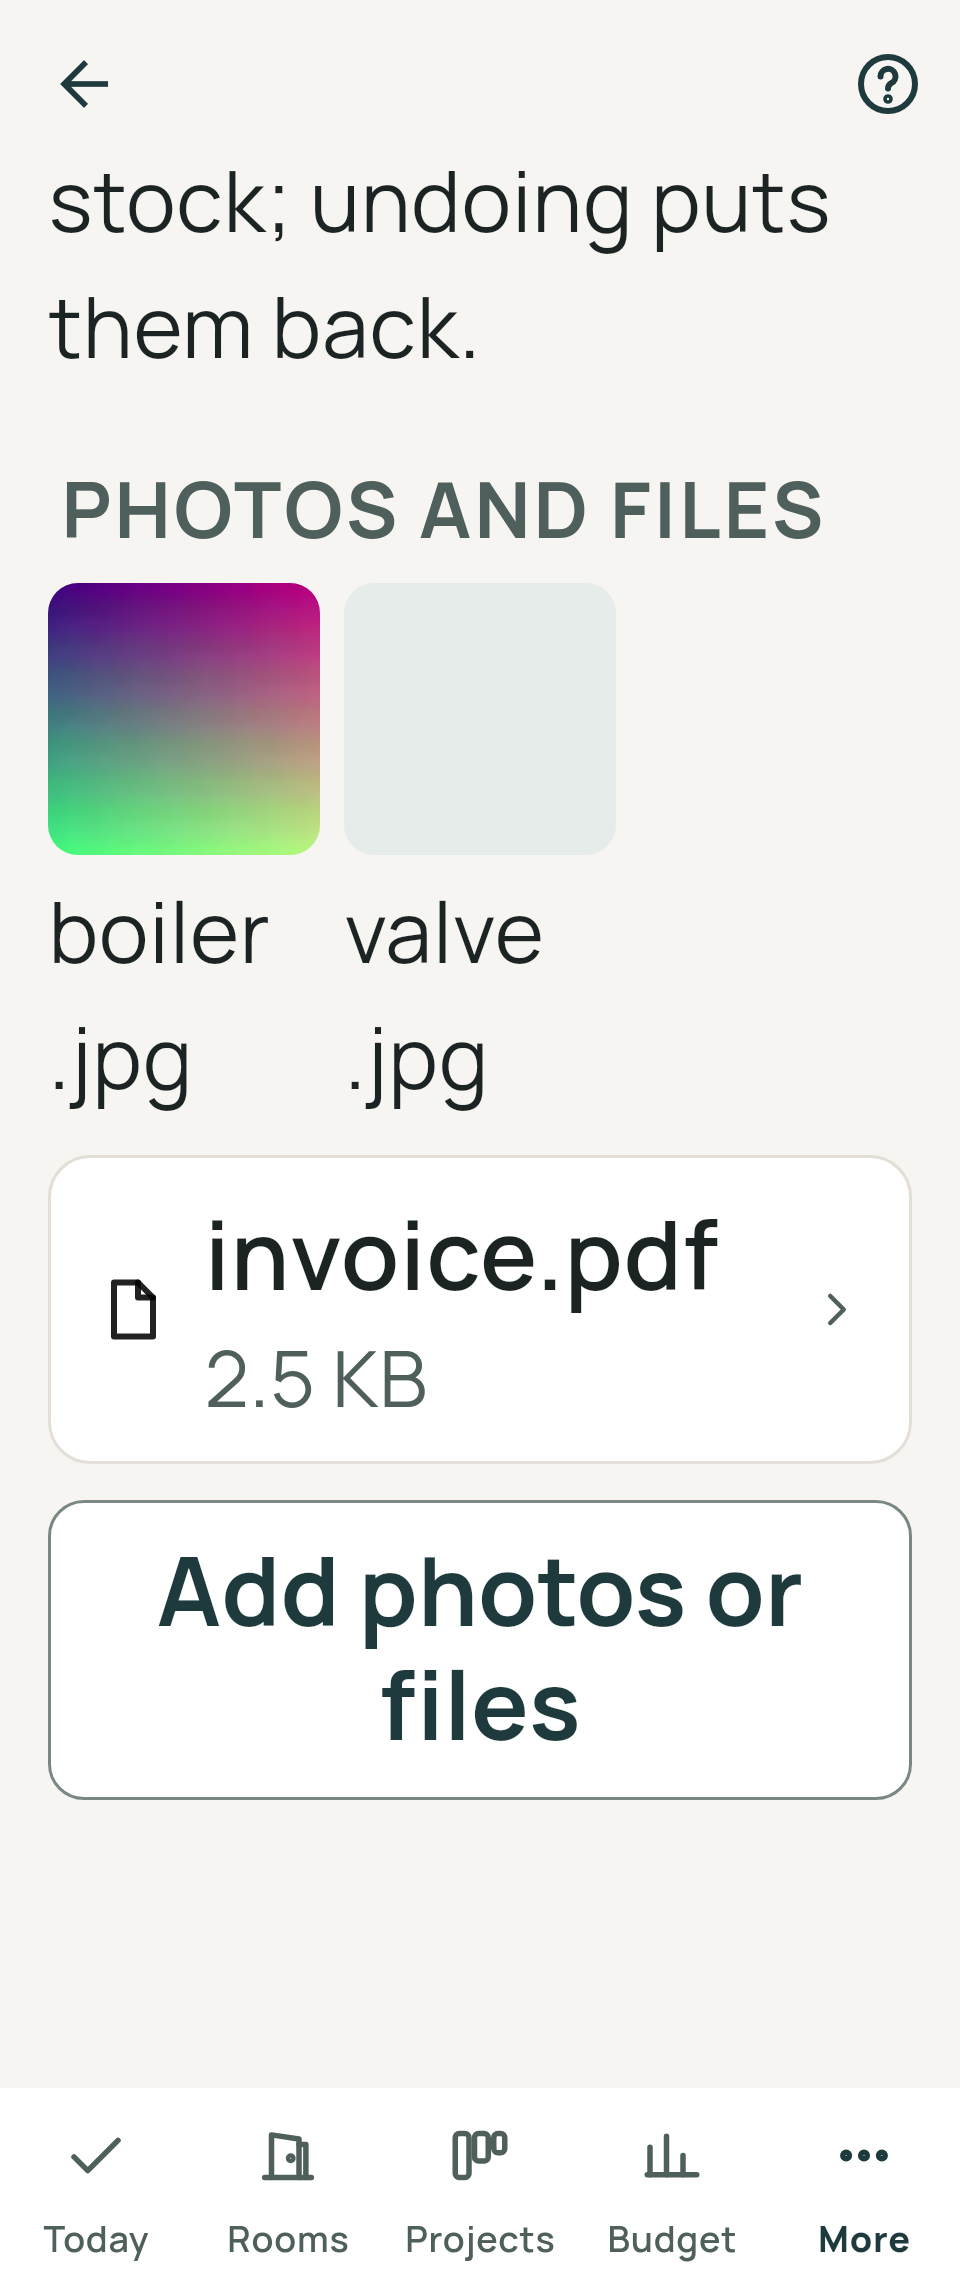 stock; undoing puts
them back.
PHOTOS AND FILES
boiler
.jpg
valve
.jpg
invoice.pdf
2.5 KB
Add photos or
files
Today
Rooms
Projects
Budget
More